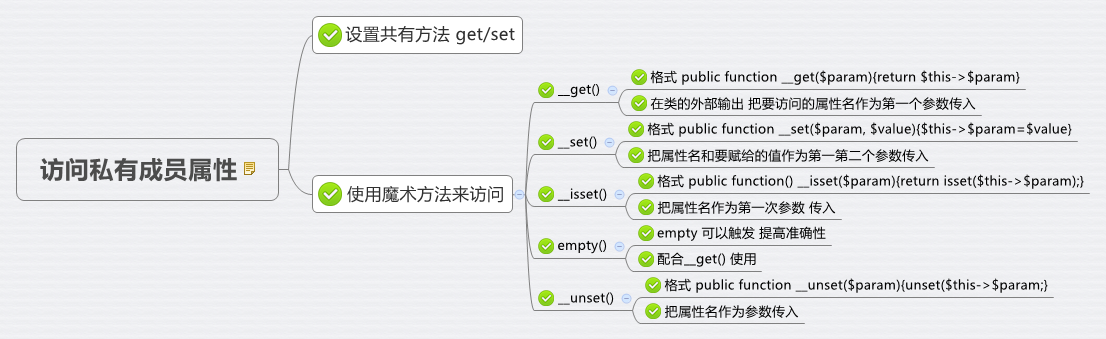 访问私有成员属性
设置共有方法 get/set
使用魔术方法来访问
__get()
格式 public function __get($param){return $this->$param}
在类的外部输出 把要访问的属性名作为第一个参数传入
__set()
格式 public function __set($param, $value){$this->$param=$value}
把属性名和要赋给的值作为第一第二个参数传入
__isset()
格式 public function() __isset($param){return isset($this->$param);}
把属性名作为第一次参数 传入
empty()
empty 可以触发 提高准确性
配合__get() 使用
__unset()
格式 public function __unset($param){unset($this->$param;}
把属性名作为参数传入